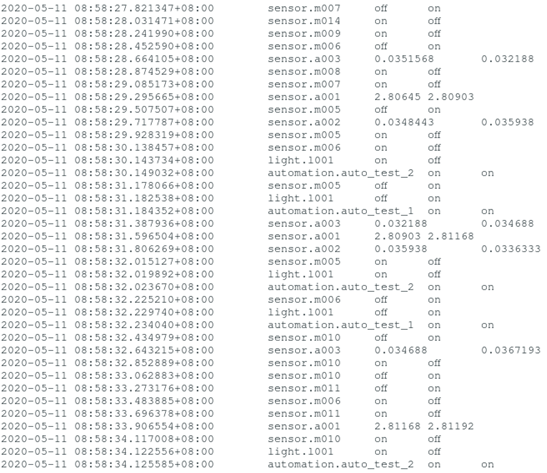 2020-05-11 08:58:27.821347+08:00 sensor.m007 off on
2020-05-11 08:58:28.031471+08:00 sensor.m014 on off
2020-05-11 08:58:28.241990+08:00 sensor.m009 on off
2020-05-11 08:58:28.452590+08:00 sensor.m006 off on
2020-05-11 08:58:28.664105+08:00 sensor.a003 0.0351568 0.032188
2020-05-11 08:58:28.874529+08:00 sensor.m008 on off
2020-05-11 08:58:29.085173+08:00 sensor.m007 on off
2020-05-11 08:58:29.295665+08:00 sensor.a001 2.80645 2.80903
2020-05-11 08:58:29.507507+08:00 sensor.m005 off on
2020-05-11 08:58:29.717787+08:00 sensor.a002 0.0348443 0.035938
2020-05-11 08:58:29.928319+08:00 sensor.m005 on off
2020-05-11 08:58:30.138457+08:00 sensor.m006 on off
2020-05-11 08:58:30.143734+08:00 light.l001 on off
2020-05-11 08:58:30.149032+08:00 automation.auto_test_2 on on
2020-05-11 08:58:31.178066+08:00 sensor.m005 off on
2020-05-11 08:58:31.182538+08:00 light.l001 off on
2020-05-11 08:58:31.184352+08:00 automation.auto_test_1 on on
2020-05-11 08:58:31.387936+08:00 sensor.a003 0.032188 0.034688
2020-05-11 08:58:31.596504+08:00 sensor.a001 2.80903 2.81168
2020-05-11 08:58:31.806269+08:00 sensor.a002 0.035938 0.0336333
2020-05-11 08:58:32.015127+08:00 sensor.m005 on off
2020-05-11 08:58:32.019892+08:00 light.l001 on off
2020-05-11 08:58:32.023670+08:00 automation.auto_test_2 on on
2020-05-11 08:58:32.225210+08:00 sensor.m006 off on
2020-05-11 08:58:32.229740+08:00 light.l001 off on
2020-05-11 08:58:32.234040+08:00 automation.auto_test_1 on on
2020-05-11 08:58:32.434979+08:00 sensor.m010 off on
2020-05-11 08:58:32.643215+08:00 sensor.a003 0.034688 0.0367193
2020-05-11 08:58:32.852889+08:00 sensor.m010 on off
2020-05-11 08:58:33.062883+08:00 sensor.m010 off on
2020-05-11 08:58:33.273176+08:00 sensor.m011 off on
2020-05-11 08:58:33.483885+08:00 sensor.m006 on off
2020-05-11 08:58:33.696378+08:00 sensor.m011 on off
2020-05-11 08:58:33.906554+08:00 sensor.a001 2.81168 2.81192
2020-05-11 08:58:34.117008+08:00 sensor.m010 on off
2020-05-11 08:58:34.122556+08:00 light.l001 on off
2020-05-11 08:58:34.125585+08:00 automation.auto_test_2 on on